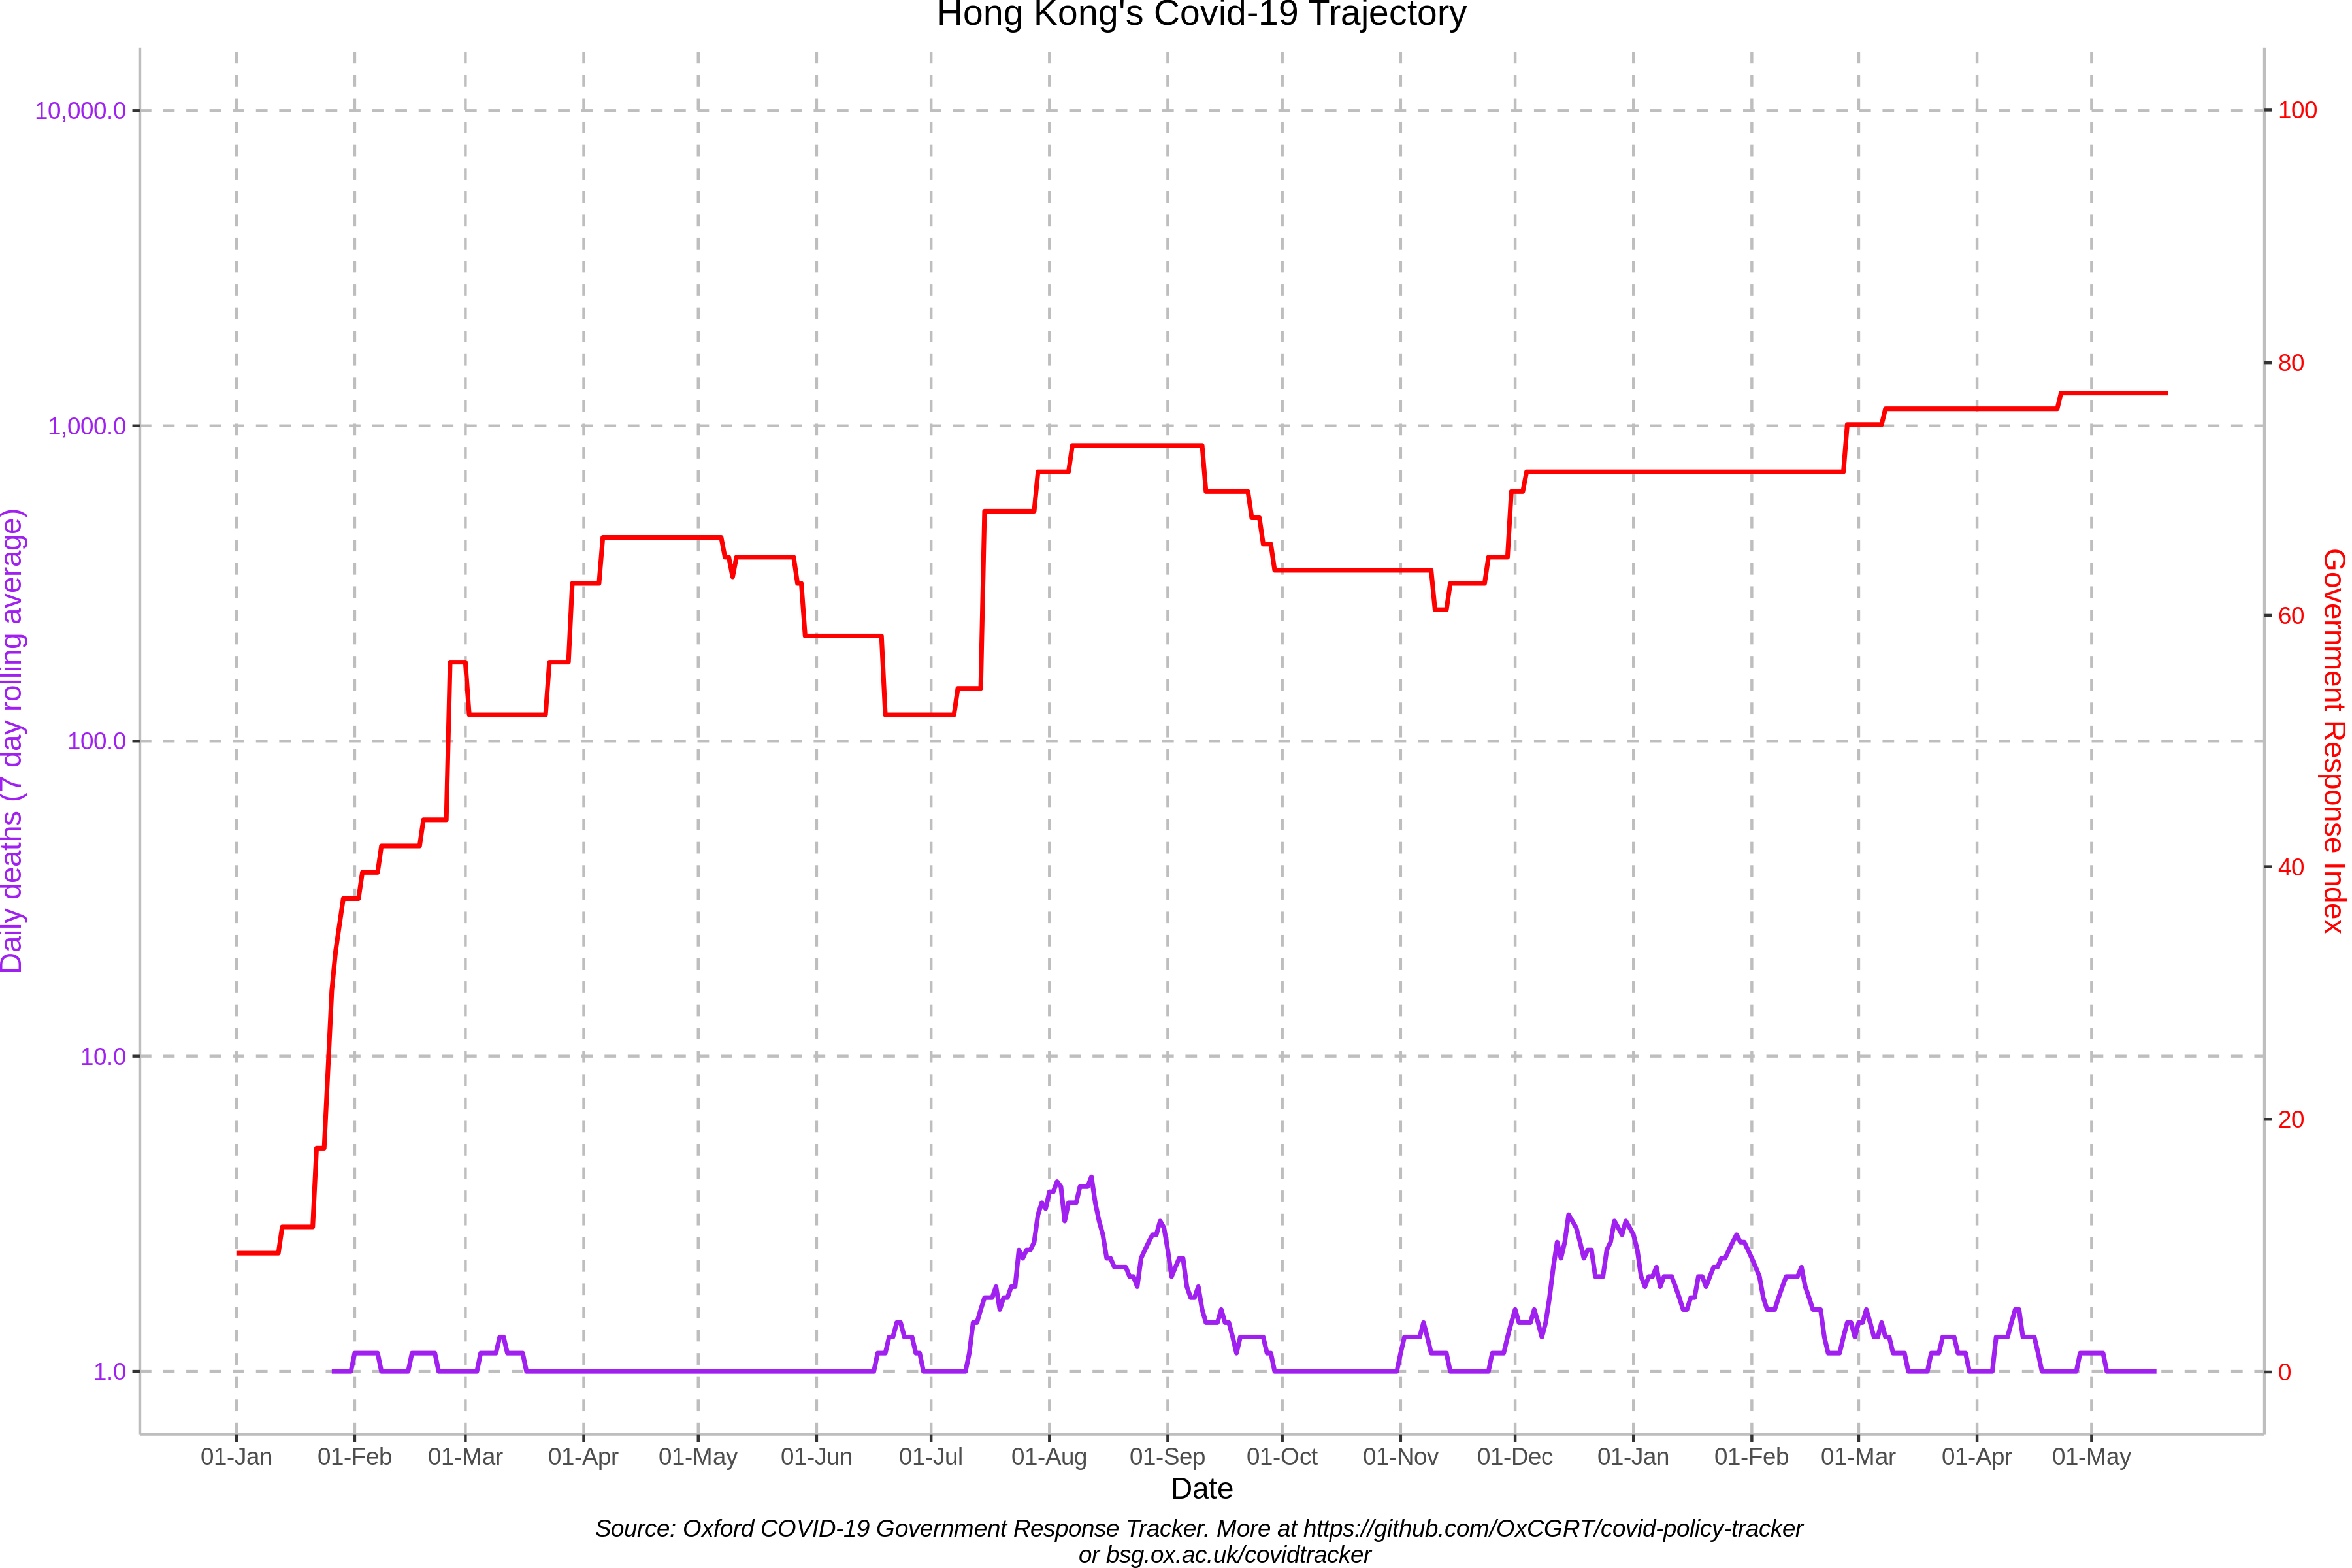 Hong Kong's Covid-19 Trajectory
10,000.0
1,000.0
100.0
10.0
1.0
Daily deaths (7 day rolling average)
100
80
60
40
20
0
Government Response Index
01-Jan 01-Feb 01-Mar 01-Apr 01-May 01-Jun 01-Jul 01-Aug 01-Sep 01-Oct 01-Nov 01-Dec 01-Jan 01-Feb 01-Mar 01-Apr 01-May
Date
Source: Oxford COVID-19 Government Response Tracker. More at https://github.com/OxCGRT/covid-policy-tracker
or bsg.ox.ac.uk/covidtracker